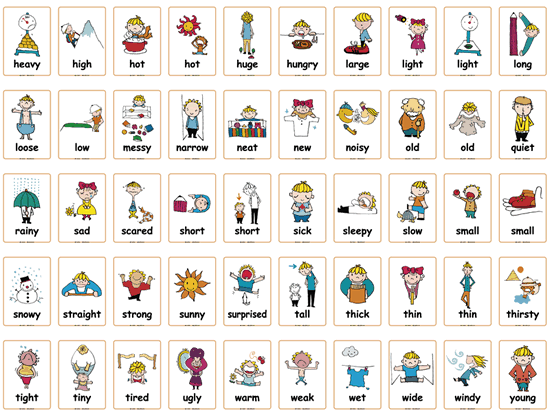 heavy high hot hot huge hungry large light light long
loose low messy narrow neat new noisy old old quiet
rainy sad scared short short sick sleepy slow small small
snowy straight strong sunny surprised tall thick thin thin thirsty
tight tiny tired ugly warm weak wet wide windy young